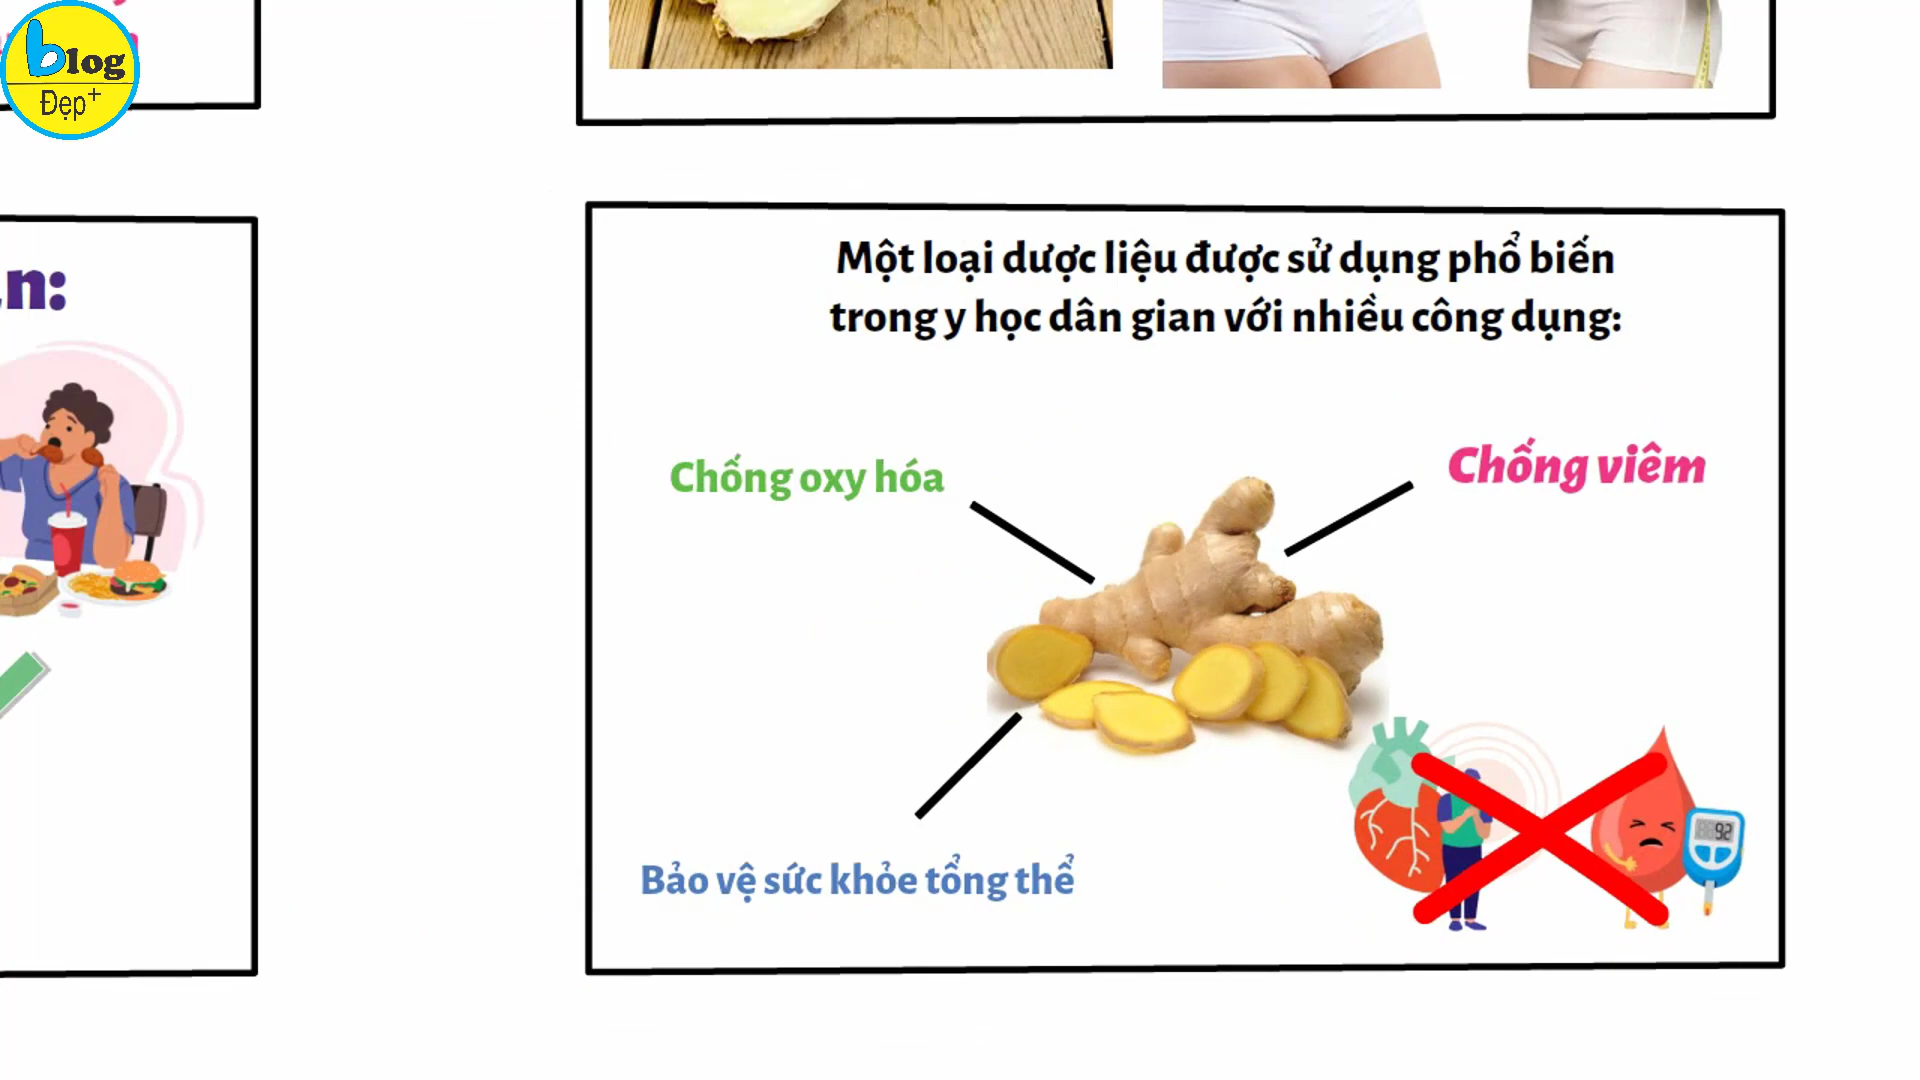 blog
Đẹp+
n:
Một loại dược liệu được sử dụng phổ biến
trong y học dân gian với nhiều công dụng:
Chống oxy hóa
Chống viêm
Bảo vệ sức khỏe tổng thể
92